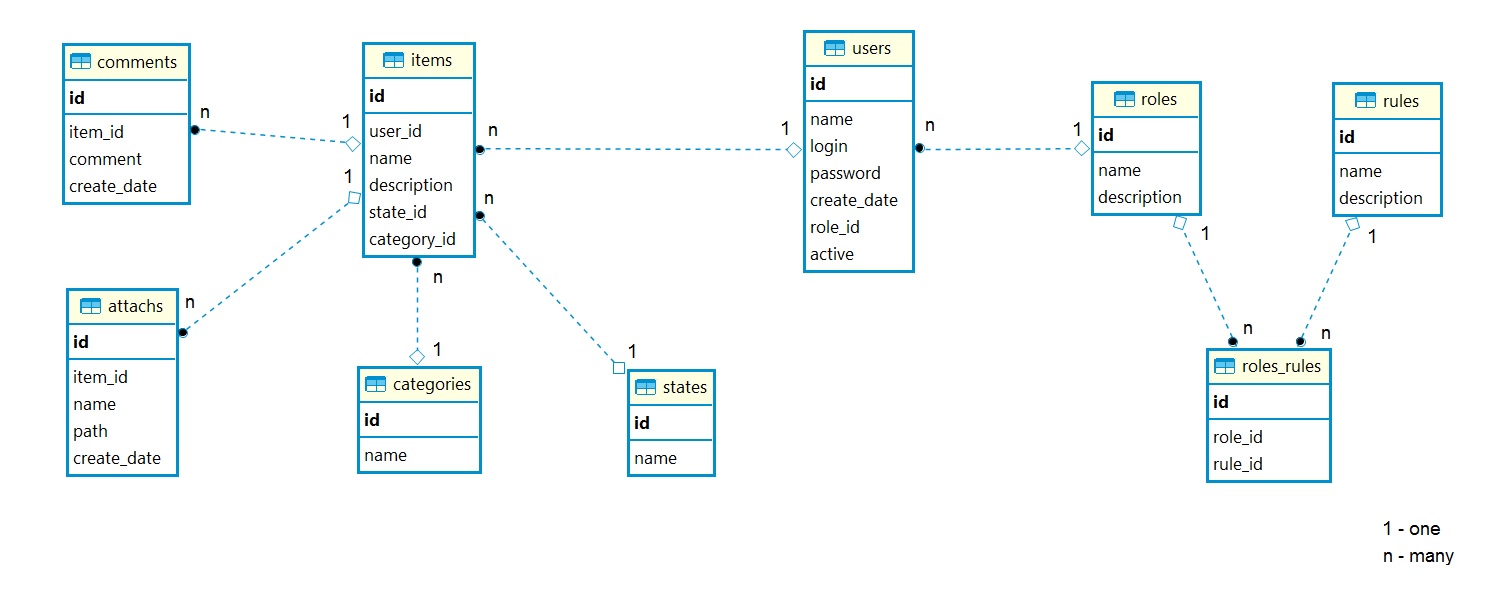 comments
id
item_id
comment
create_date
n
1
items
id
user_id
name
description
state_id
category_id
n
1
users
id
name
login
password
create_date
role_id
active
n
1
roles
id
name
description
1
rules
id
name
description
1
1
n
attachs
id
item_id
name
path
create_date
n
1
categories
id
name
n
1
states
id
name
n
n
roles_rules
id
role_id
rule_id
1 - one
n - many